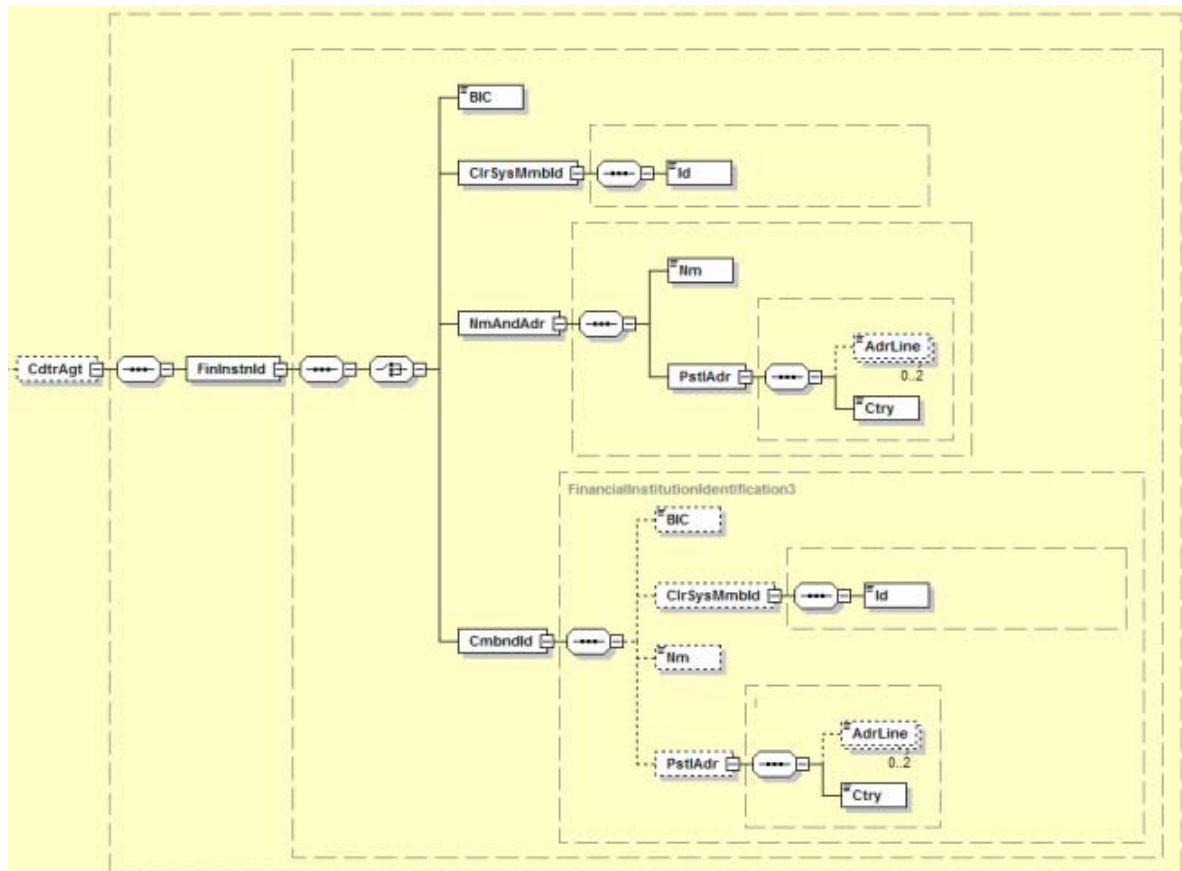 BIC
ClrSysMmbId
Id
Nm
NmAndAdr
AdrLine
0..2
CdtrAgt
FinInstnId
PstlAdr
Ctry
FinancialInstitutionIdentification3
BIC
ClrSysMmbId
Id
CmbndId
Nm
AdrLine
0..2
PstlAdr
Ctry